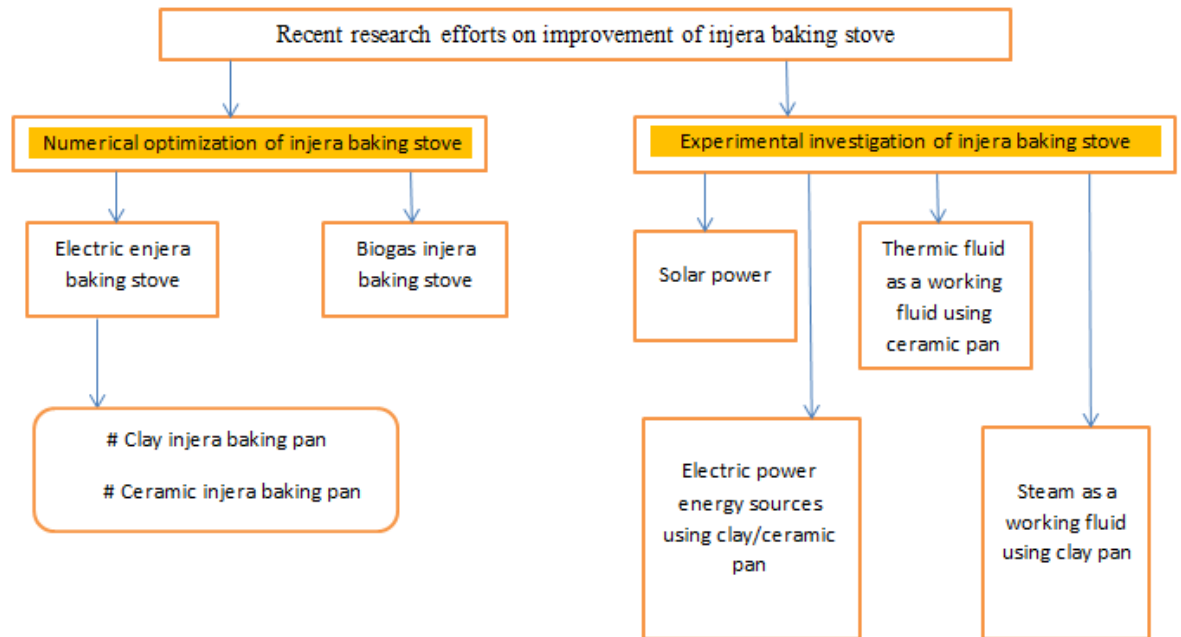 Recent research efforts on improvement of injera baking stove
Numerical optimization of injera baking stove
Experimental investigation of injera baking stove
Electric enjera
baking stove
Biogas injera
baking stove
Solar power
Thermic fluid
as a working
fluid using
ceramic pan
# Clay injera baking pan
# Ceramic injera baking pan
Electric power
energy sources
using clay/ceramic
pan
Steam as a
working fluid
using clay pan